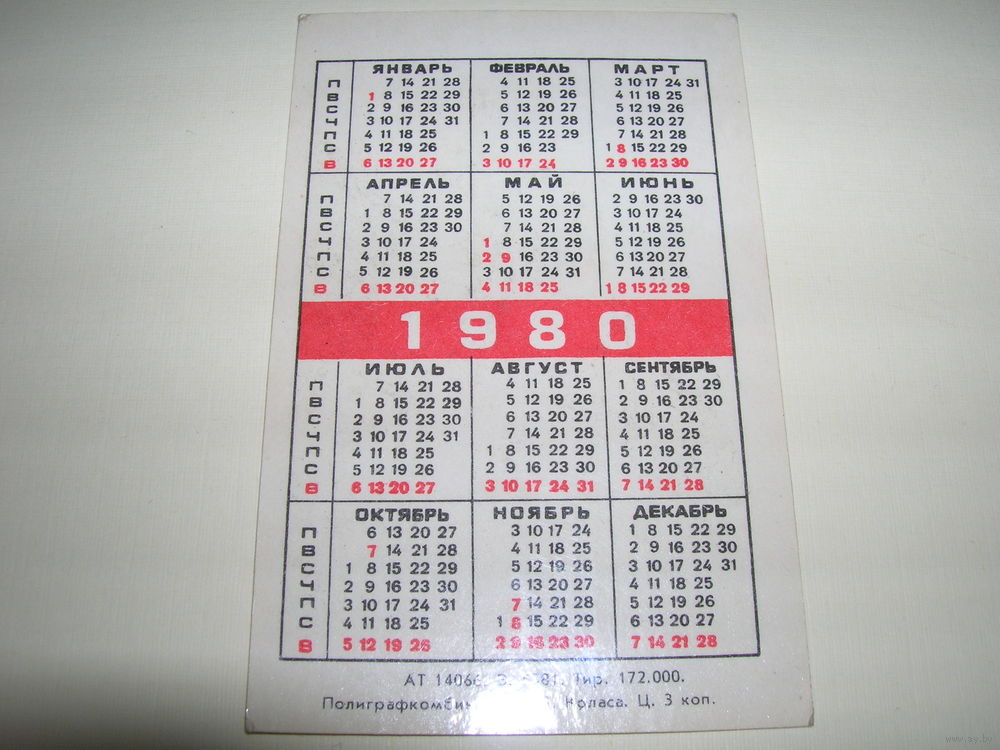 ЯНВАРЬ ФЕВРАЛЬ МАРТ
П 7 14 21 28 4 11 18 25 3 10 17 24 31
В 1 8 15 22 29 5 12 19 26 4 11 18 25
С 2 9 16 23 30 6 13 20 27 5 12 19 26
Ч 3 10 17 24 31 7 14 21 28 6 13 20 27
П 4 11 18 25 1 8 15 22 29 7 14 21 28
С 5 12 19 26 2 9 16 23 1 8 15 22 29
В 6 13 20 27 3 10 17 24 2 9 16 23 30
АПРЕЛЬ МАЙ ИЮНЬ
П 7 14 21 28 5 12 19 26 2 9 16 23 30
В 1 8 15 22 29 6 13 20 27 3 10 17 24
С 2 9 16 23 30 7 14 21 28 4 11 18 25
Ч 3 10 17 24 1 8 15 22 29 5 12 19 26
П 4 11 18 25 2 9 16 23 30 6 13 20 27
С 5 12 19 26 3 10 17 24 31 7 14 21 28
В 6 13 20 27 4 11 18 25 1 8 15 22 29
1980
ИЮЛЬ АВГУСТ СЕНТЯБРЬ
П 7 14 21 28 4 11 18 25 1 8 15 22 29
В 1 8 15 22 29 5 12 19 26 2 9 16 23 30
С 2 9 16 23 30 6 13 20 27 3 10 17 24
Ч 3 10 17 24 31 7 14 21 28 4 11 18 25
П 4 11 18 25 1 8 15 22 29 5 12 19 26
С 5 12 19 26 2 9 16 23 30 6 13 20 27
В 6 13 20 27 3 10 17 24 31 7 14 21 28
ОКТЯБРЬ НОЯБРЬ ДЕКАБРЬ
П 6 13 20 27 3 10 17 24 1 8 15 22 29
В 7 14 21 28 4 11 18 25 2 9 16 23 30
С 1 8 15 22 29 5 12 19 26 3 10 17 24 31
Ч 2 9 16 23 30 6 13 20 27 4 11 18 25
П 3 10 17 24 31 7 14 21 28 5 12 19 26
С 4 11 18 25 1 8 15 22 29 6 13 20 27
В 5 12 19 26 2 9 16 23 30 7 14 21 28
АТ Тир. 172.000.
Коласа. Ц. 3 коп.
www.ay.by